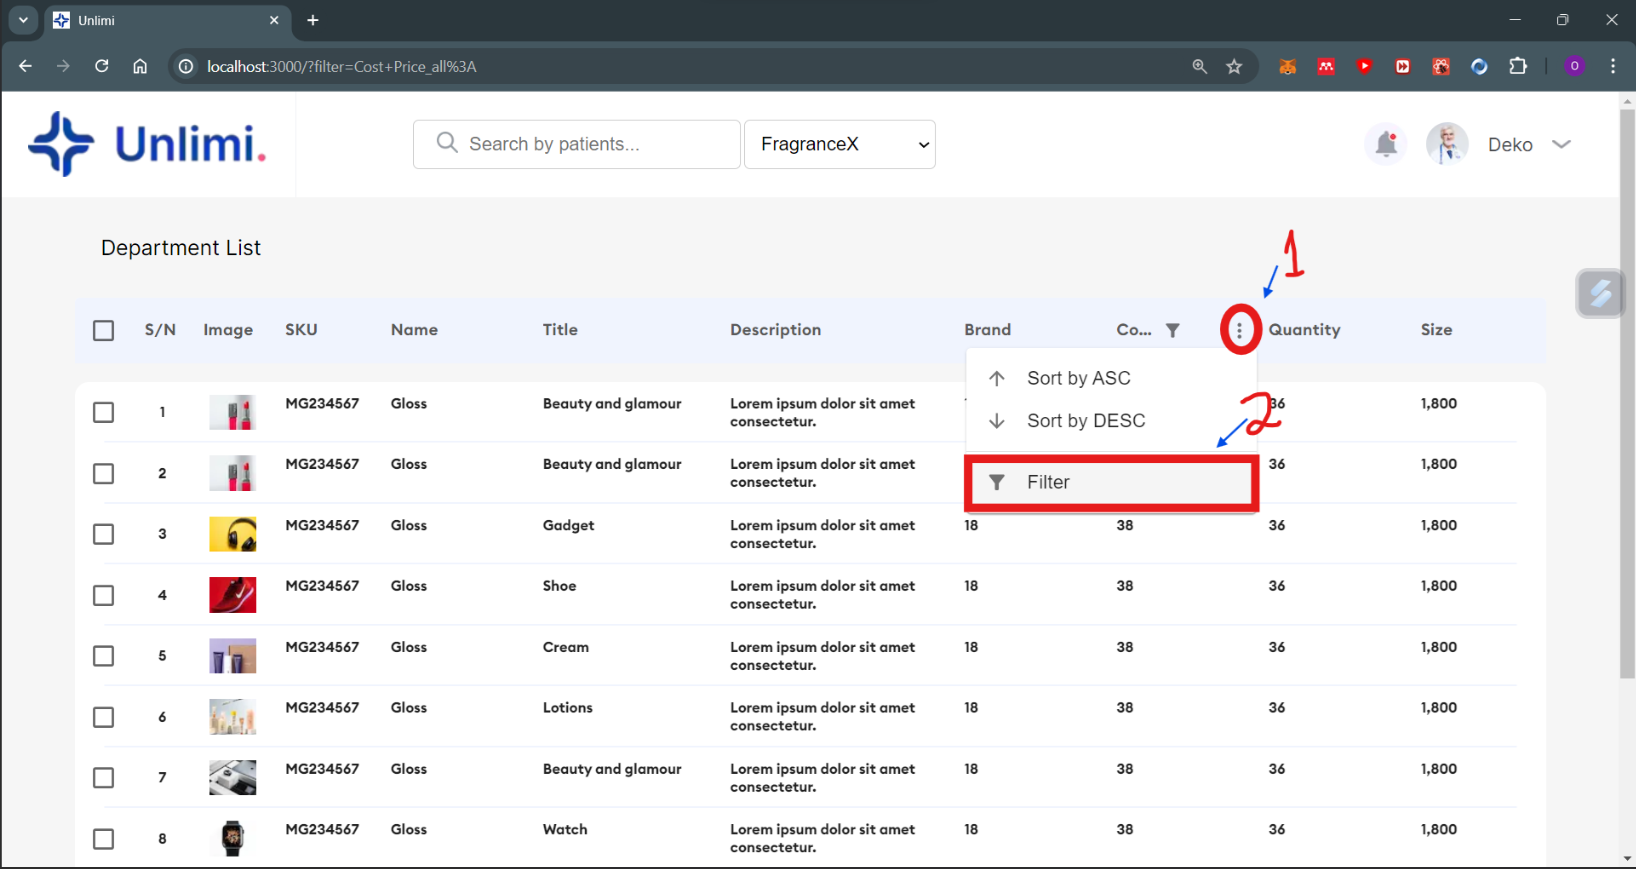 Unlimi
localhost:3000/?filter=Cost+Price_all%3A
O
Unlimi.
Search by patients...
FragranceX
Deko
1
Department List
S/N Image SKU Name Title Description Brand Co... Quantity Size
Sort by ASC
Sort by DESC
2
Filter
1 MG234567 Gloss Beauty and glamour Lorem ipsum dolor sit amet 36 1,800
consectetur.
2 MG234567 Gloss Beauty and glamour Lorem ipsum dolor sit amet 36 1,800
consectetur.
3 MG234567 Gloss Gadget Lorem ipsum dolor sit amet 18 38 36 1,800
consectetur.
4 MG234567 Gloss Shoe Lorem ipsum dolor sit amet 18 38 36 1,800
consectetur.
5 MG234567 Gloss Cream Lorem ipsum dolor sit amet 18 38 36 1,800
consectetur.
6 MG234567 Gloss Lotions Lorem ipsum dolor sit amet 18 38 36 1,800
consectetur.
7 MG234567 Gloss Beauty and glamour Lorem ipsum dolor sit amet 18 38 36 1,800
consectetur.
8 MG234567 Gloss Watch Lorem ipsum dolor sit amet 18 38 36 1,800
consectetur.